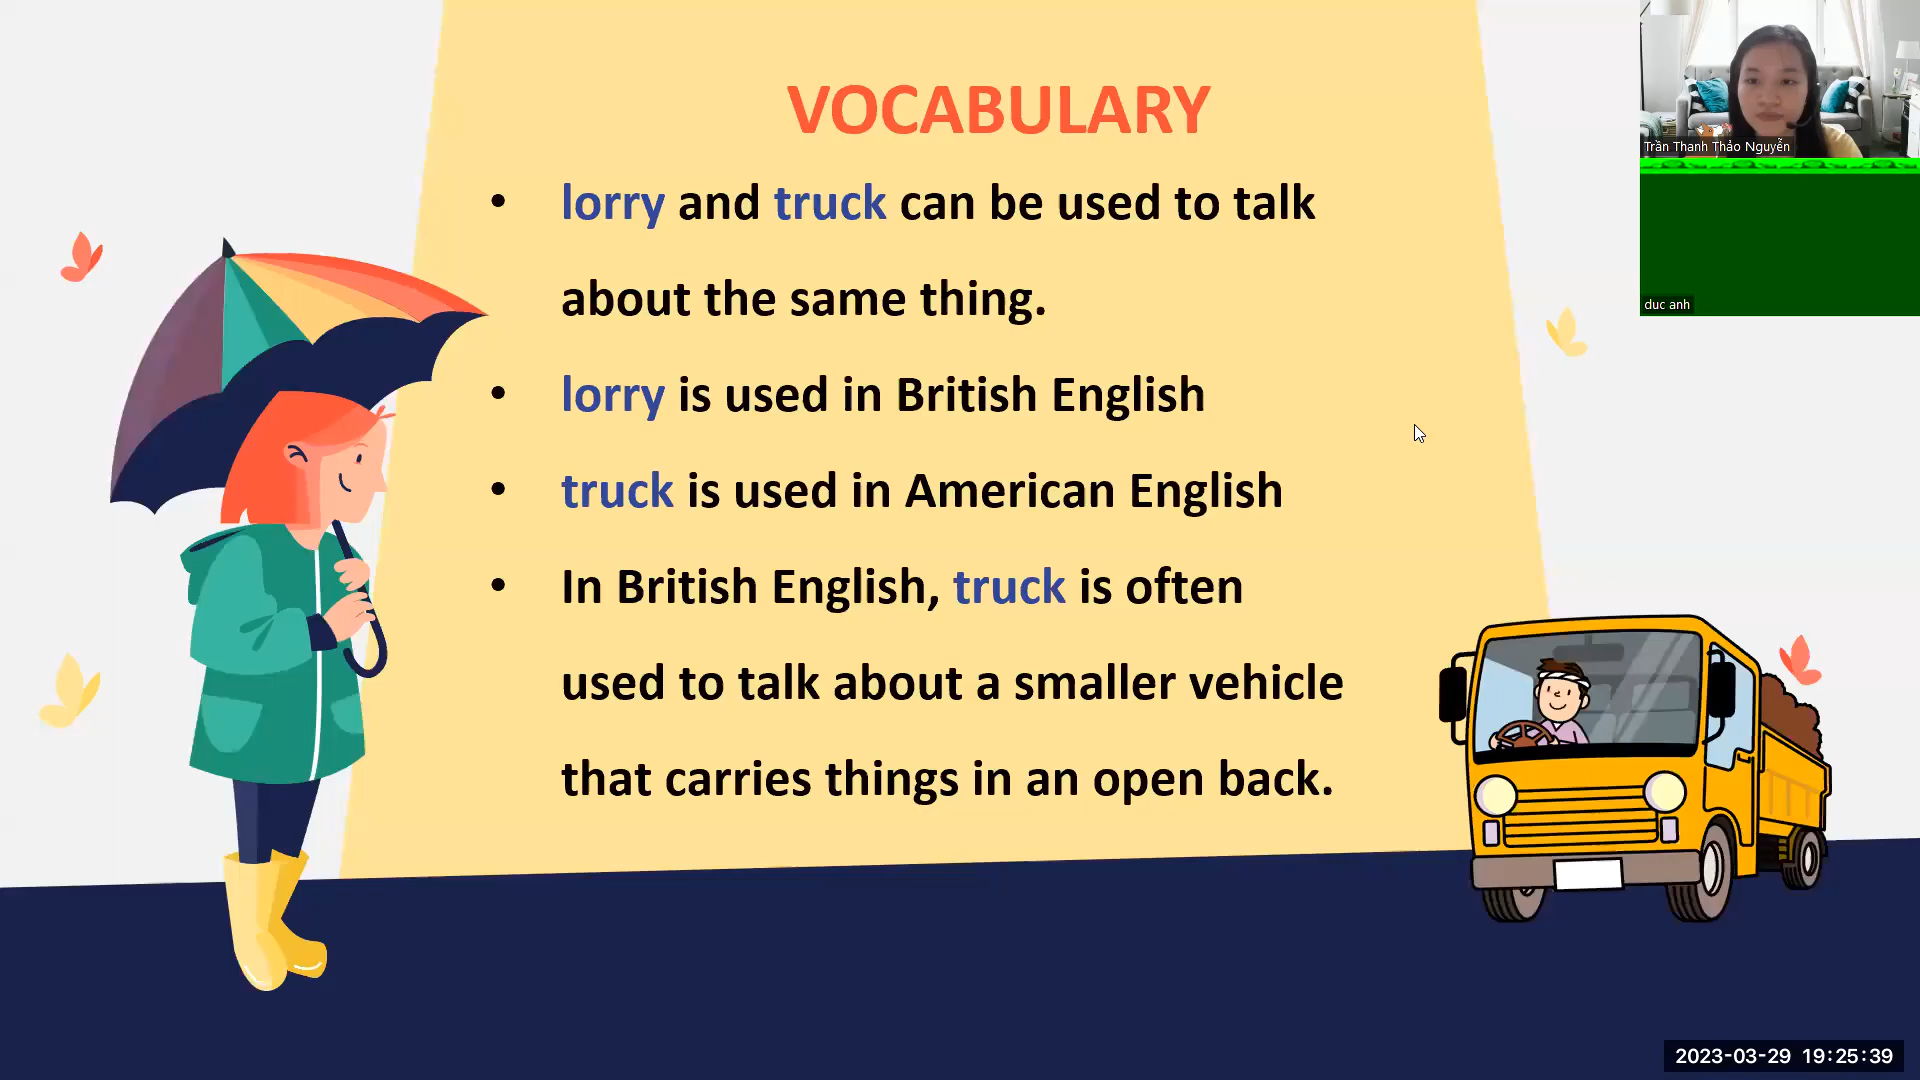 VOCABULARY
• lorry and truck can be used to talk
about the same thing.
• lorry is used in British English
• truck is used in American English
• In British English, truck is often
used to talk about a smaller vehicle
that carries things in an open back.
Trần Thanh Thảo Nguyễn
duc anh
2023-03-29 19:25:39